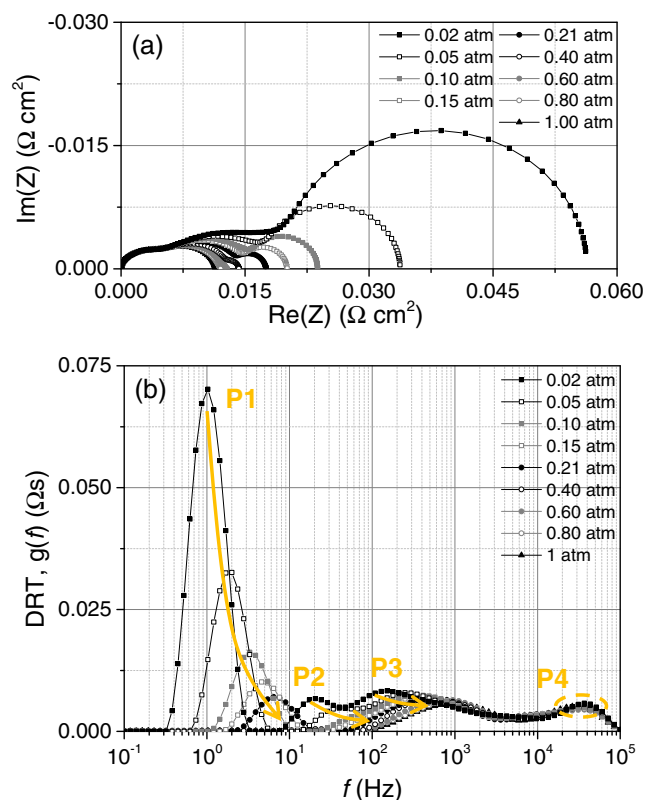 (a)
0.02 atm 0.21 atm
0.05 atm 0.40 atm
0.10 atm 0.60 atm
0.15 atm 0.80 atm
1.00 atm
-0.030
-0.015
0.000
Im(Z) (Ω cm²)
0.000 0.015 0.030 0.045 0.060
Re(Z) (Ω cm²)
(b)
0.02 atm
0.05 atm
0.10 atm
0.15 atm
0.21 atm
0.40 atm
0.60 atm
0.80 atm
1 atm
P1
P2
P3
P4
0.075
0.050
0.025
0.000
DRT, g(f) (Ωs)
10⁻¹ 10⁰ 10¹ 10² 10³ 10⁴ 10⁵
f (Hz)